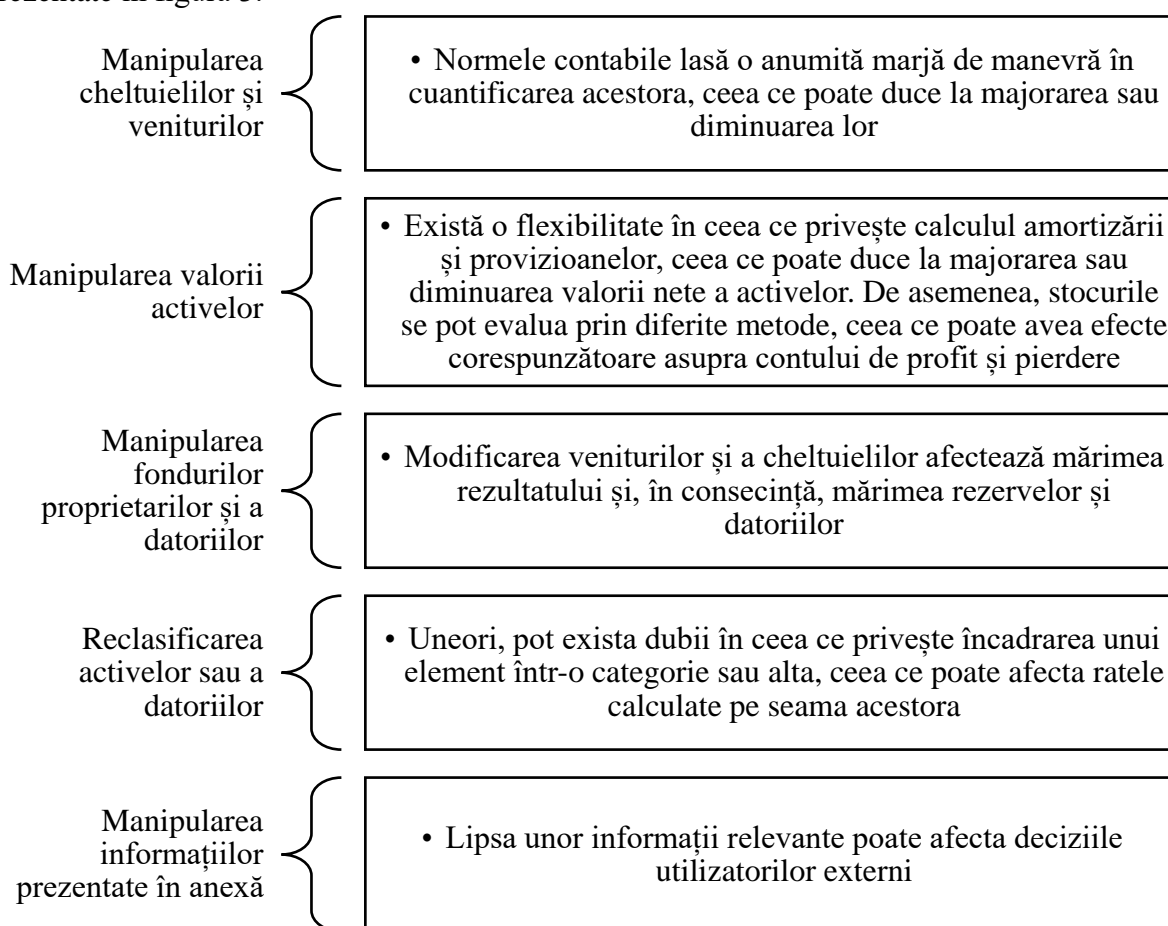 figura 3.
Manipularea
cheltuielilor și
veniturilor
• Normele contabile lasă o anumită marjă de manevră în
cuantificarea acestora, ceea ce poate duce la majorarea sau
diminuarea lor
Manipularea valorii
activelor
• Există o flexibilitate în ceea ce privește calculul amortizării
și provizioanelor, ceea ce poate duce la majorarea sau
diminuarea valorii nete a activelor. De asemenea, stocurile
se pot evalua prin diferite metode, ceea ce poate avea efecte
corespunzătoare asupra contului de profit și pierdere
Manipularea
fondurilor
proprietarilor și a
datoriilor
• Modificarea veniturilor și a cheltuielilor afectează mărimea
rezultatului și, în consecință, mărimea rezervelor și
datoriilor
Reclasificarea
activelor sau a
datoriilor
• Uneori, pot exista dubii în ceea ce privește încadrarea unui
element într-o categorie sau alta, ceea ce poate afecta ratele
calculate pe seama acestora
Manipularea
informațiilor
prezentate în anexă
• Lipsa unor informații relevante poate afecta deciziile
utilizatorilor externi